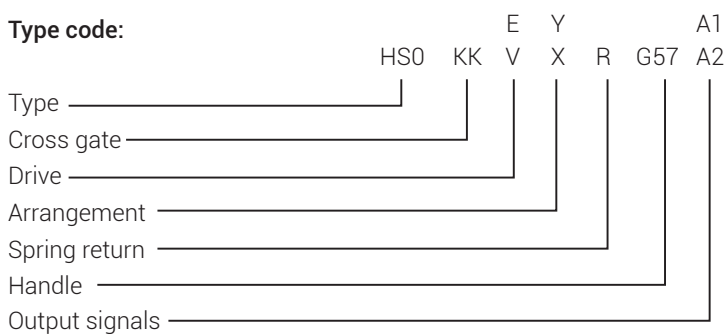 Type code:
E Y A1
HS0 KK V X R G57 A2
Type
Cross gate
Drive
Arrangement
Spring return
Handle
Output signals